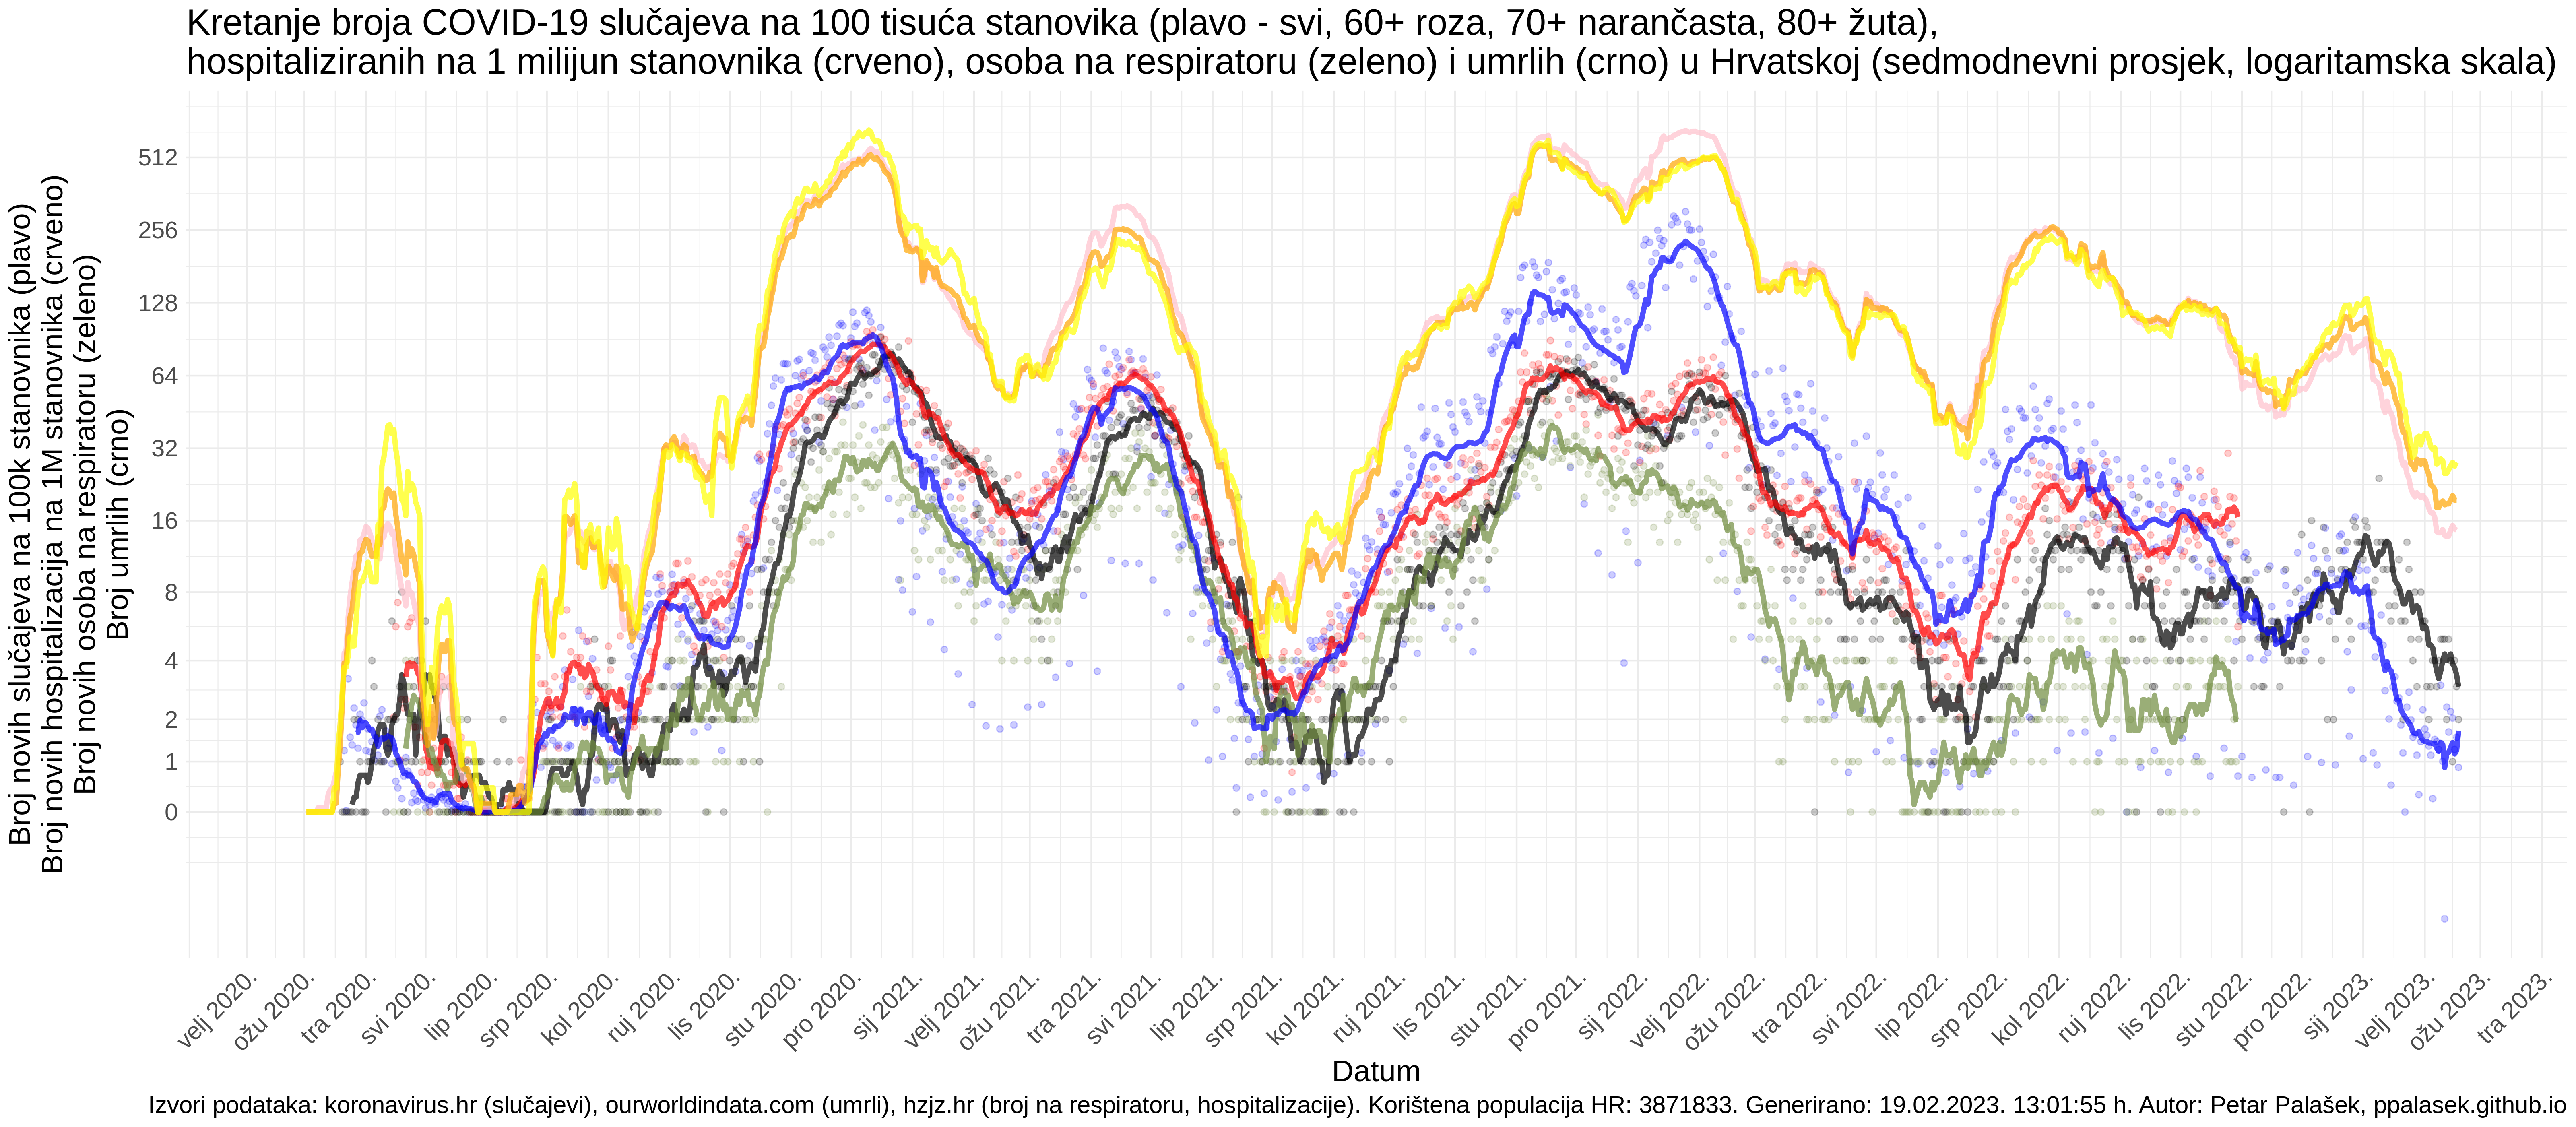 Kretanje broja COVID-19 slučajeva na 100 tisuća stanovika (plavo - svi, 60+ roza, 70+ narančasta, 80+ žuta),
hospitaliziranih na 1 milijun stanovnika (crveno), osoba na respiratoru (zeleno) i umrlih (crno) u Hrvatskoj (sedmodnevni prosjek, logaritamska skala)
Broj novih slučajeva na 100k stanovnika (plavo)
Broj novih hospitalizacija na 1M stanovnika (crveno)
Broj novih osoba na respiratoru (zeleno)
Broj umrlih (crno)
512
256
128
64
32
16
8
4
2
1
0
velj 2020.
ožu 2020.
tra 2020.
svi 2020.
lip 2020.
srp 2020.
kol 2020.
ruj 2020.
lis 2020.
stu 2020.
pro 2020.
sij 2021.
velj 2021.
ožu 2021.
tra 2021.
svi 2021.
lip 2021.
srp 2021.
kol 2021.
ruj 2021.
lis 2021.
stu 2021.
pro 2021.
sij 2022.
velj 2022.
ožu 2022.
tra 2022.
svi 2022.
lip 2022.
srp 2022.
kol 2022.
ruj 2022.
lis 2022.
stu 2022.
pro 2022.
sij 2023.
velj 2023.
ožu 2023.
tra 2023.
Datum
Izvori podataka: koronavirus.hr (slučajevi), ourworldindata.com (umrli), hzjz.hr (broj na respiratoru, hospitalizacije). Korištena populacija HR: 3871833. Generirano: 19.02.2023. 13:01:55 h. Autor: Petar Palašek, ppalasek.github.io